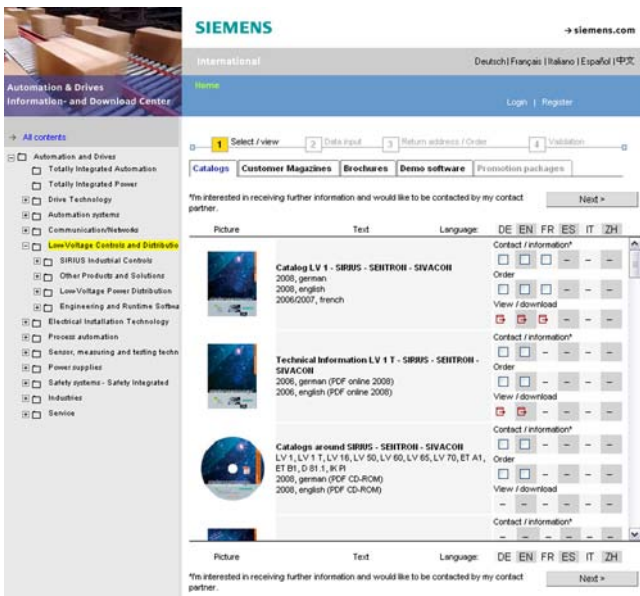 SIEMENS
→ siemens.com
International
Deutsch | Français | Italiano | Español | 中文
Automation & Drives
Information- and Download Center
Home
Login | Register
→ All contents
Automation and Drives
Totally Integrated Automation
Totally Integrated Power
Drive Technology
Automation systems
Communication/Networks
Low-Voltage Controls and Distributio
SIRIUS Industrial Controls
Other Products and Solutions
Low-Voltage Power Distribution
Engineering and Runtime Softwa
Electrical Installation Technology
Process automation
Sensor, measuring and testing techn
Power supplies
Safety systems - Safety Integrated
Industries
Service
1 Select / view 2 Data input 3 Return address / Order 4 Validation
Catalogs Customer Magazines Brochures Demo software Promotion packages
*I'm interested in receiving further information and would like to be contacted by my contact
partner.
Next >
Picture Text Language: DE EN FR ES IT ZH
Contact / information*
– – –
Catalog LV 1 - SIRIUS - SENTRON - SIVACON
2008, german
2008, english
2006/2007, french
Order
– – –
View / download
– – –
Contact / information*
– – – –
Technical Information LV 1 T - SIRIUS - SENTRON -
SIVACON
2006, german (PDF online 2008)
2006, english (PDF online 2008)
Order
– – – –
View / download
– – – –
Contact / information*
– – – –
Catalogs around SIRIUS - SENTRON - SIVACON
LV 1, LV 1 T, LV 16, LV 50, LV 60, LV 65, LV 70, ET A1,
ET B1, D 81.1, IK PI
2008, german (PDF CD-ROM)
2008, english (PDF CD-ROM)
Order
– – – –
View / download
– – – – – –
Contact / information*
– – – – – –
Picture Text Language: DE EN FR ES IT ZH
*I'm interested in receiving further information and would like to be contacted by my contact
partner.
Next >